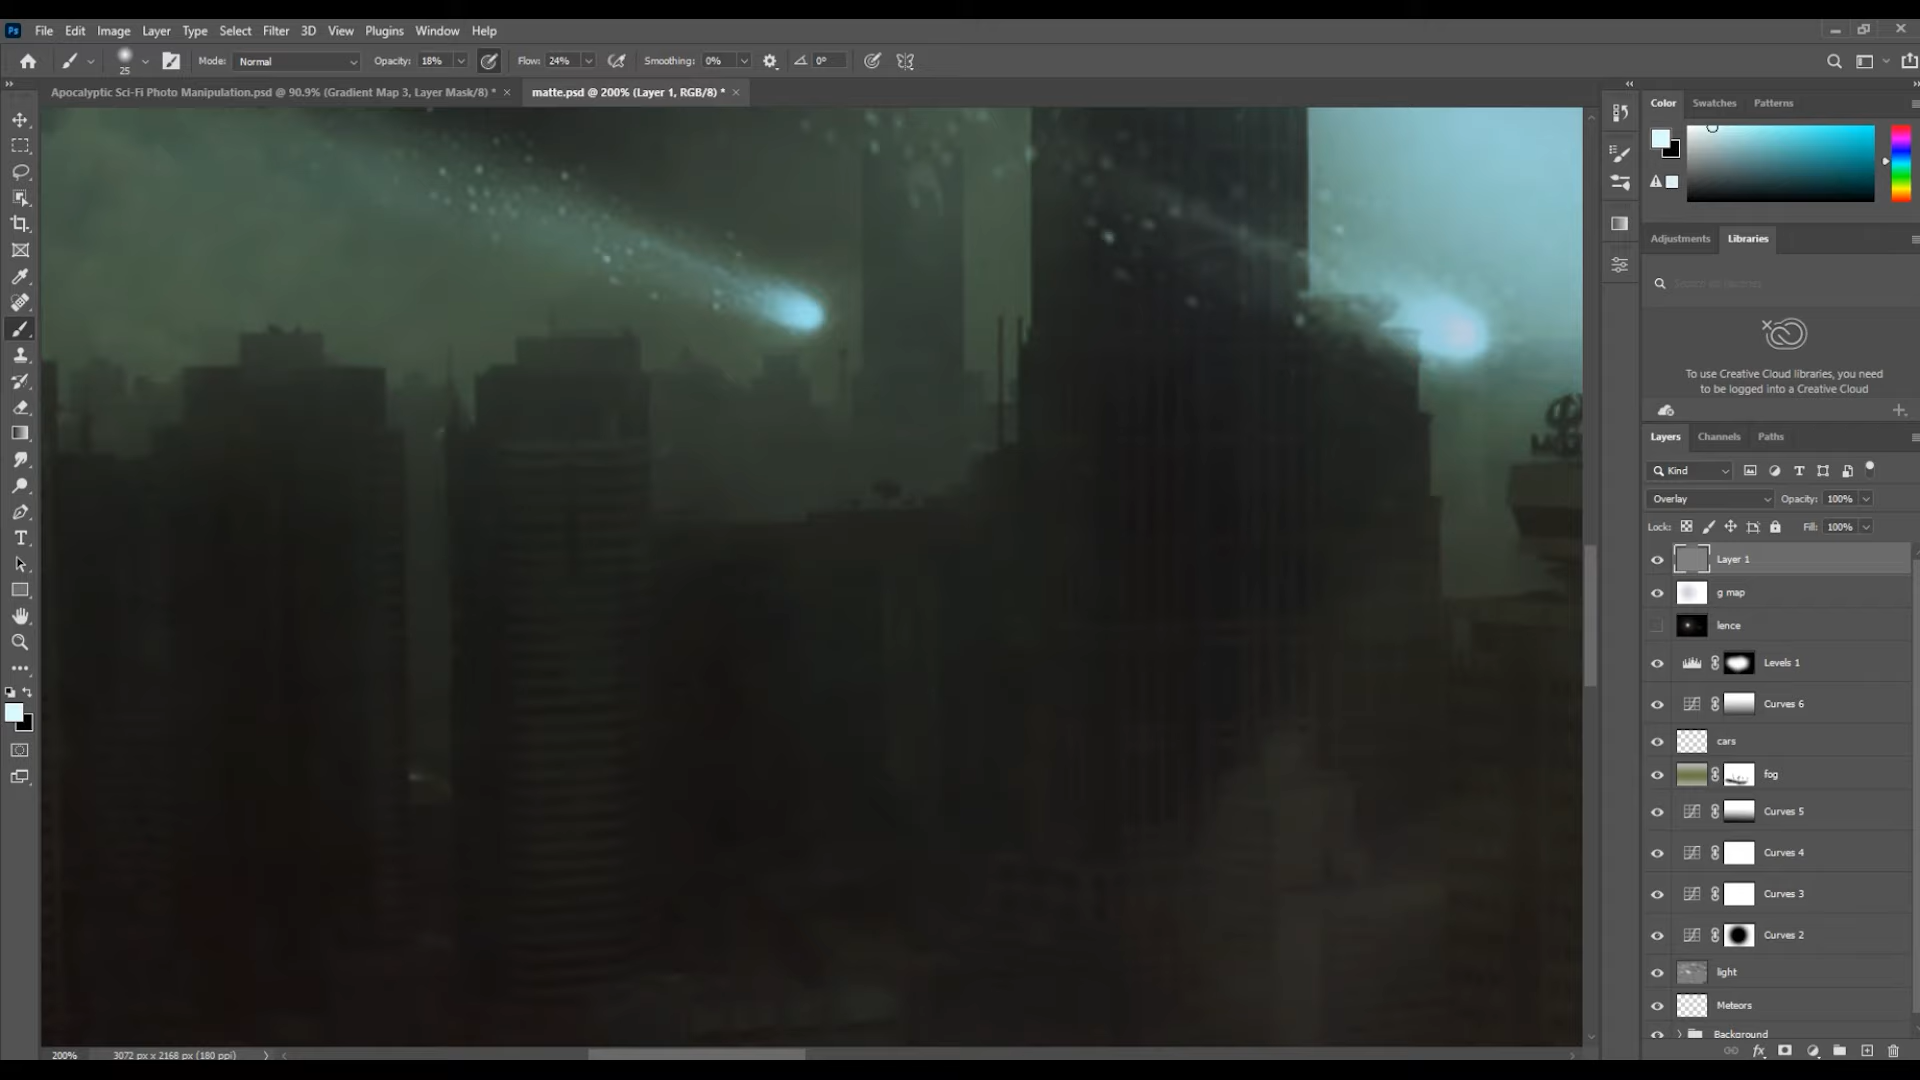 Ps File Edit Image Layer Type Select Filter 3D View Plugins Window Help
25 Mode: Normal Opacity: 18% Flow: 24% Smoothing: 0% 0°
Apocalyptic Sci-Fi Photo Manipulation.psd @ 90.9% (Gradient Map 3, Layer Mask/8) * ×
matte.psd @ 200% (Layer 1, RGB/8) * ×
Color Swatches Patterns
Adjustments Libraries
To use Creative Cloud libraries, you need
to be logged into a Creative Cloud
Layers Channels Paths
Kind
Overlay Opacity: 100%
Lock: Fill: 100%
Layer 1
g map
lence
Levels 1
Curves 6
cars
fog
Curves 5
Curves 4
Curves 3
Curves 2
light
Meteors
Background
fx
200% 3072 px x 2168 px (180 ppi)